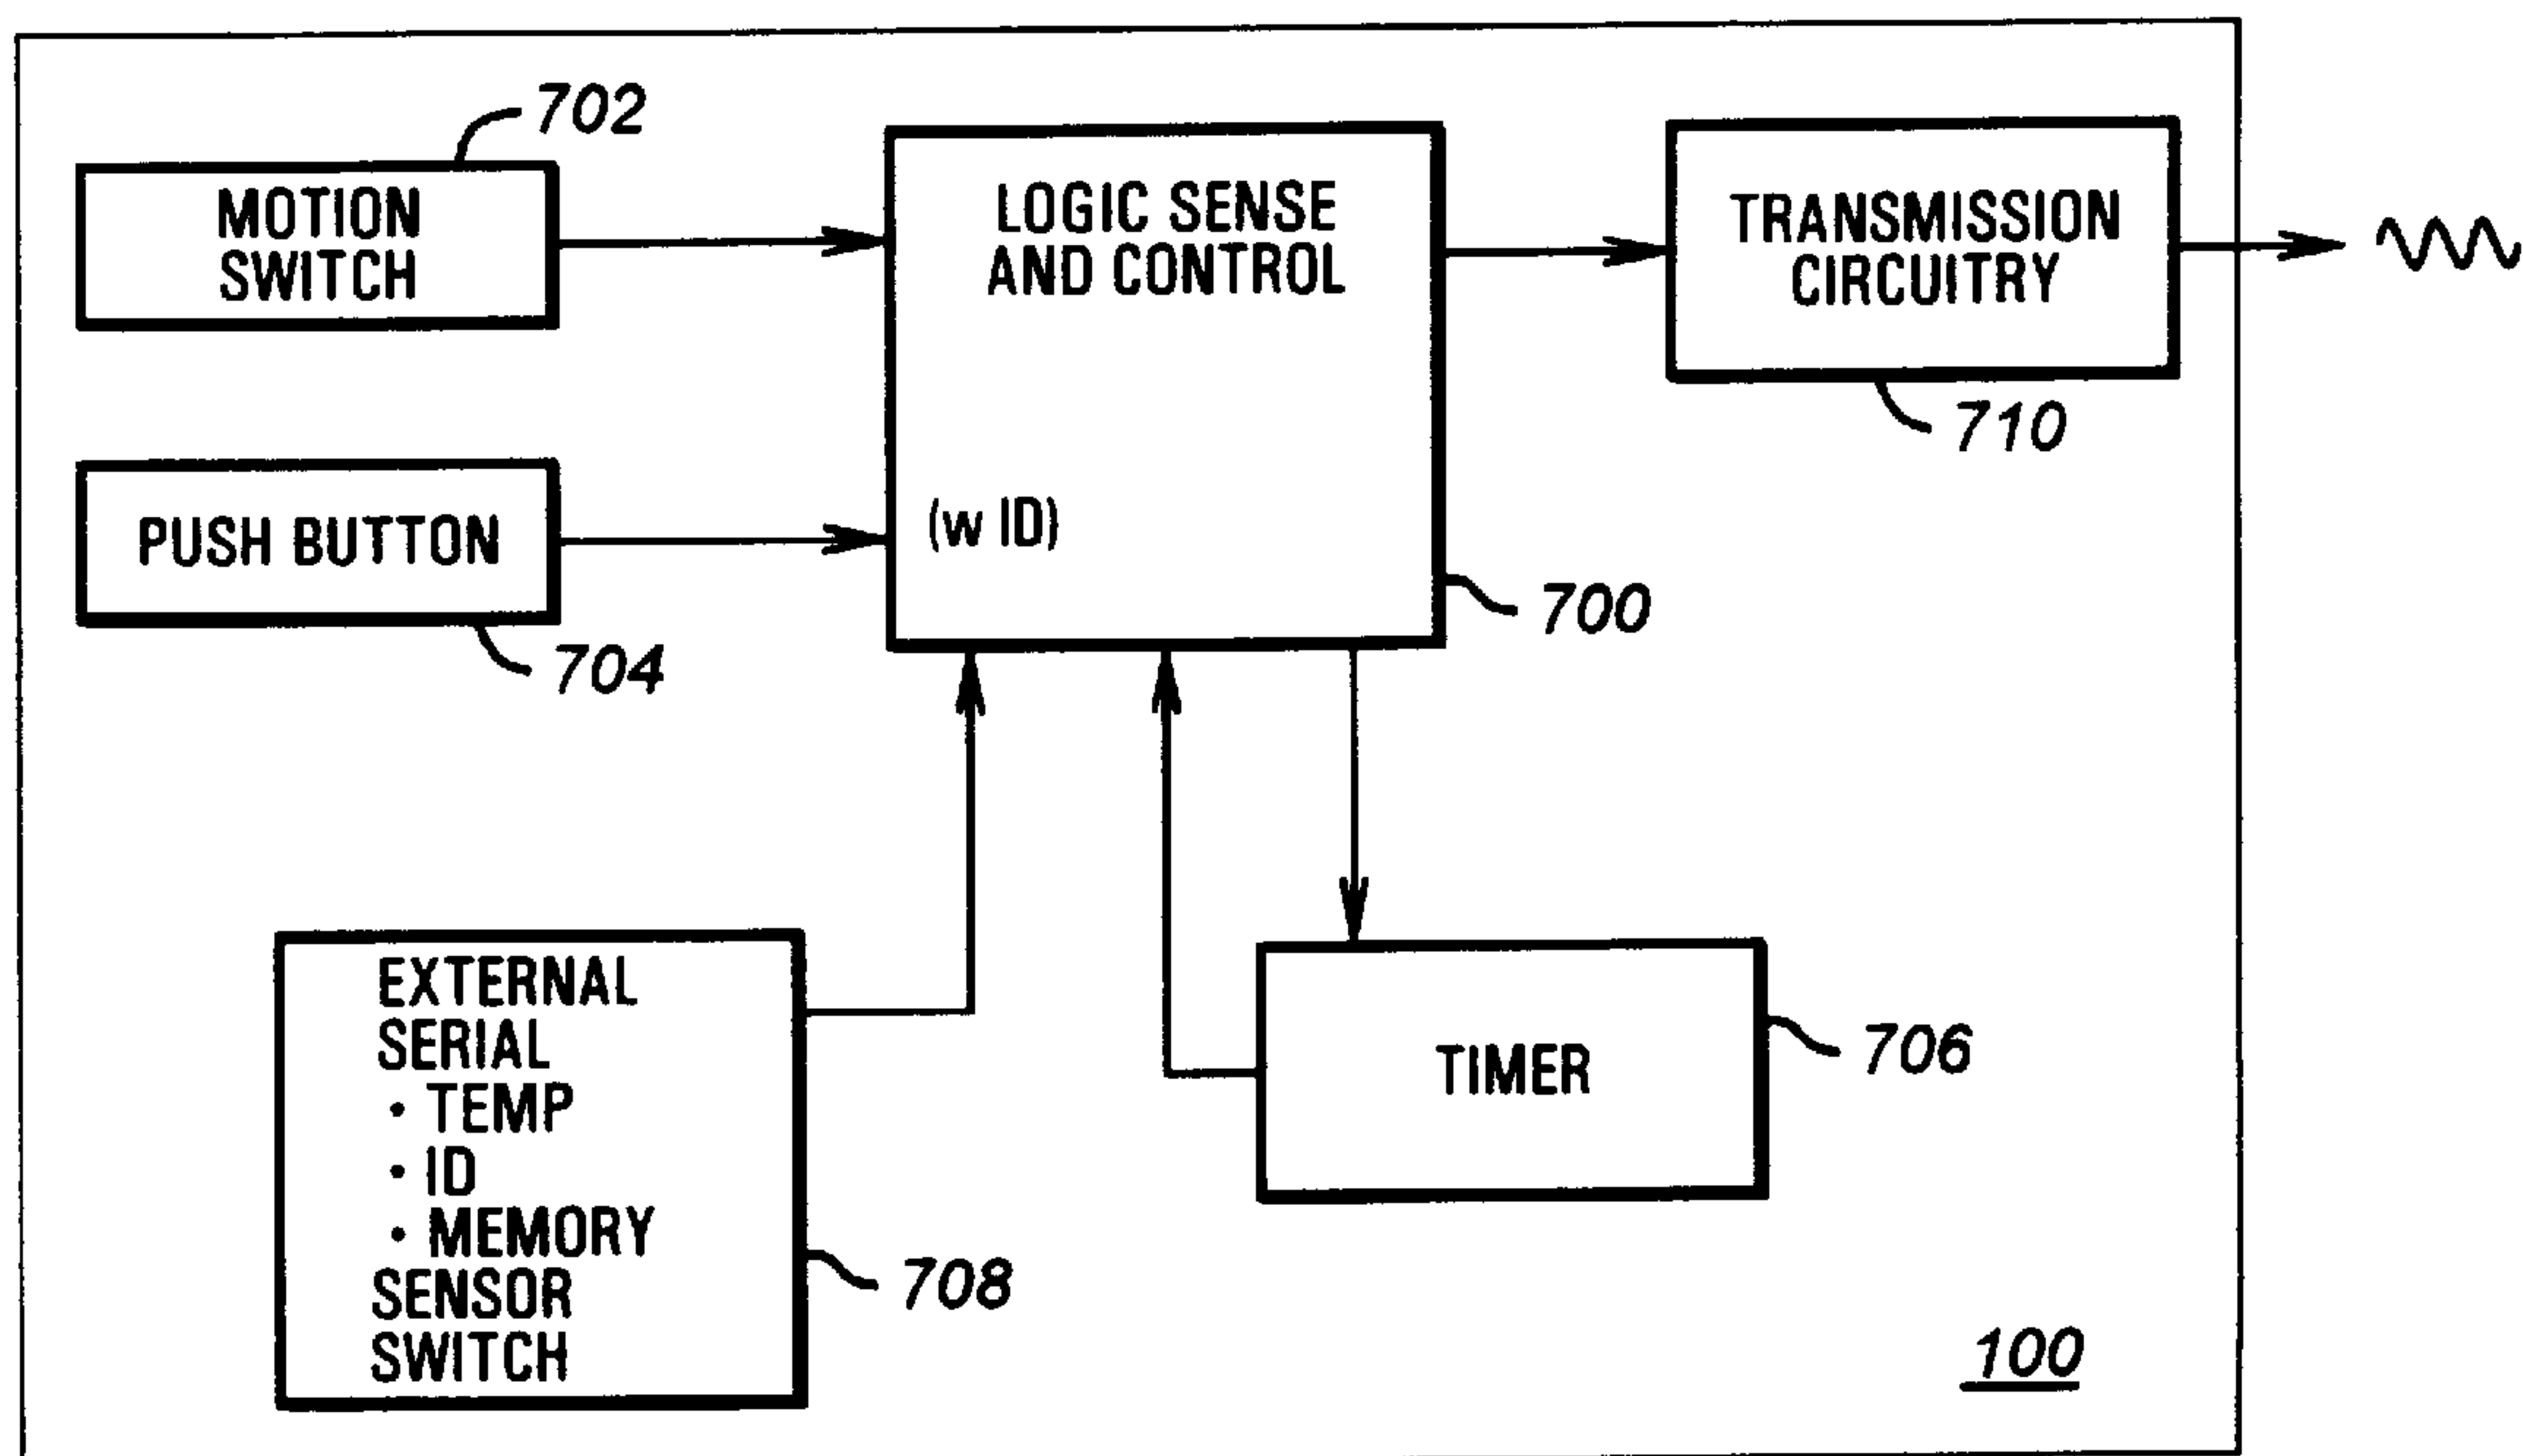 702
MOTION
SWITCH
LOGIC SENSE
AND CONTROL
(w ID)
700
TRANSMISSION
CIRCUITRY
710
PUSH BUTTON
704
EXTERNAL
SERIAL
• TEMP
• ID
• MEMORY
SENSOR
SWITCH
708
TIMER
706
100